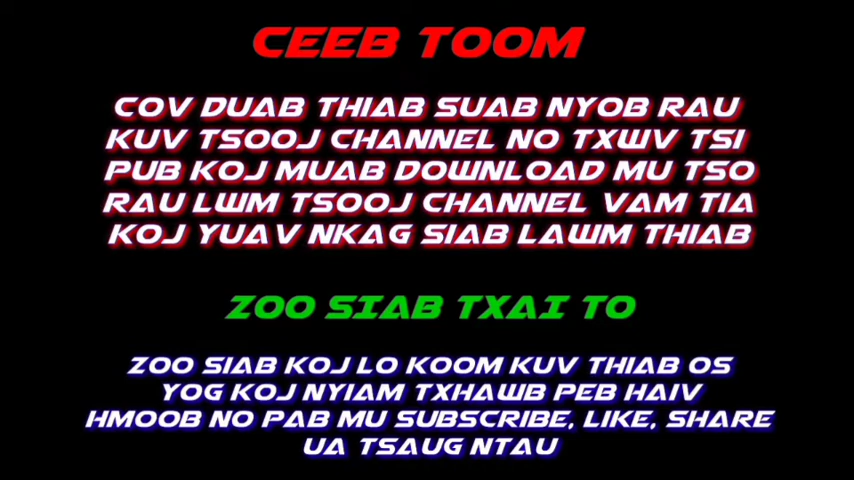 CEEB TOOM
COV DUAB THIAB SUAB NYOB RAU
KUV TSOOJ CHANNEL NO TXWV TSI
PUB KOJ MUAB DOWNLOAD MU TSO
RAU LWM TSOOJ CHANNEL VAM TIA
KOJ YUAV NKAG SIAB LAWM THIAB
ZOO SIAB TXAI TO
ZOO SIAB KOJ LO KOOM KUV THIAB OS
YOG KOJ NYIAM TXHAWB PEB HAIV
HMOOB NO PAB MU SUBSCRIBE, LIKE, SHARE
UA TSAUG NTAU